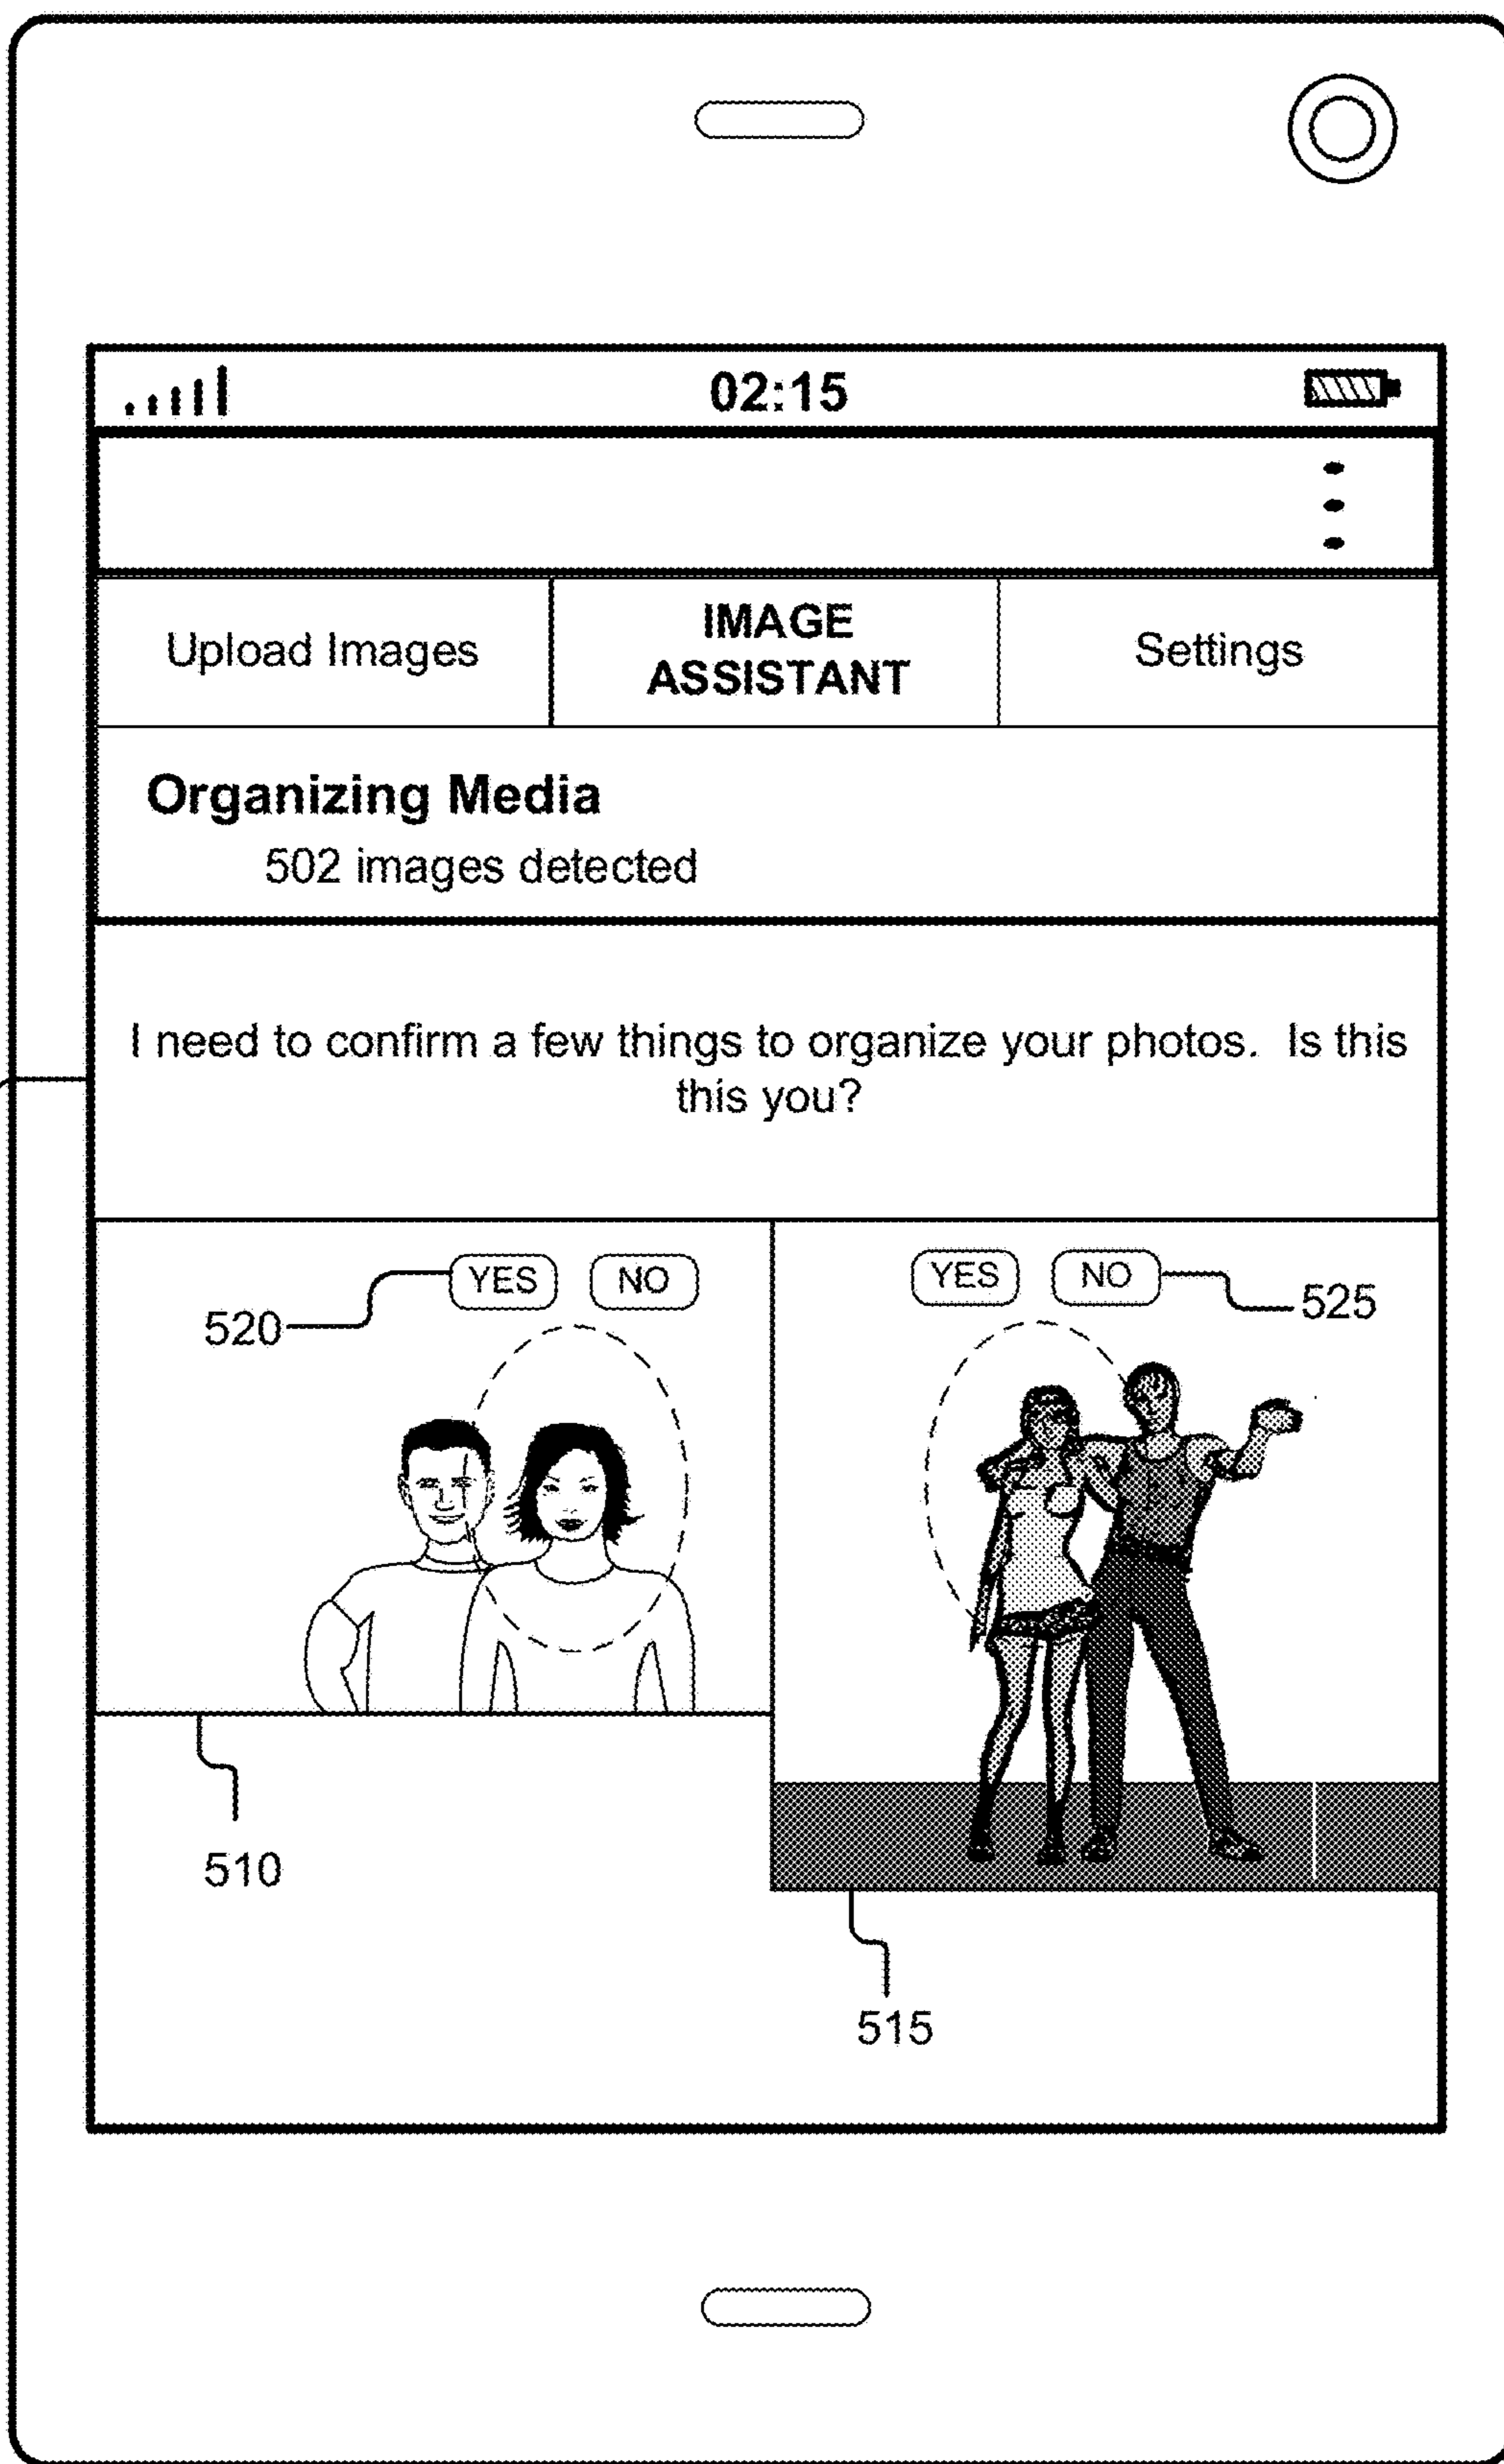 02:15
Upload Images
IMAGE
ASSISTANT
Settings
Organizing Media
502 images detected
I need to confirm a few things to organize your photos.  Is this
this you?
YES
NO
YES
NO
520
525
510
515